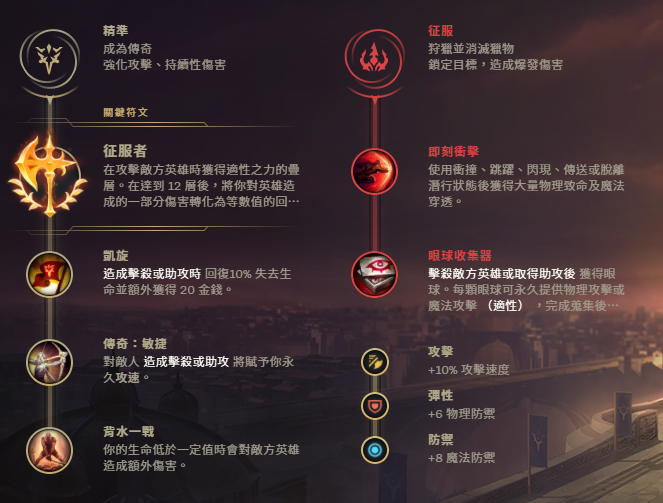 精準
成為傳奇
強化攻擊、持續性傷害
關鍵符文
征服者
在攻擊敵方英雄時獲得適性之力的疊
層。在達到 12 層後，將你對英雄造
成的一部分傷害轉化為等數值的回…
凱旋
造成擊殺或助攻時 回復10% 失去生
命並額外獲得 20 金錢。
傳奇：敏捷
對敵人 造成擊殺或助攻 將賦予你永
久攻速。
背水一戰
你的生命低於一定值時會對敵方英雄
造成額外傷害。
征服
狩獵並消滅獵物
鎖定目標，造成爆發傷害
即刻衝擊
使用衝撞、跳躍、閃現、傳送或脫離
潛行狀態後獲得大量物理致命及魔法
穿透。
眼球收集器
擊殺敵方英雄或取得助攻後 獲得眼
球。每顆眼球可永久提供物理攻擊或
魔法攻擊 （適性） ，完成蒐集後…
攻擊
+10% 攻擊速度
彈性
+6 物理防禦
防禦
+8 魔法防禦